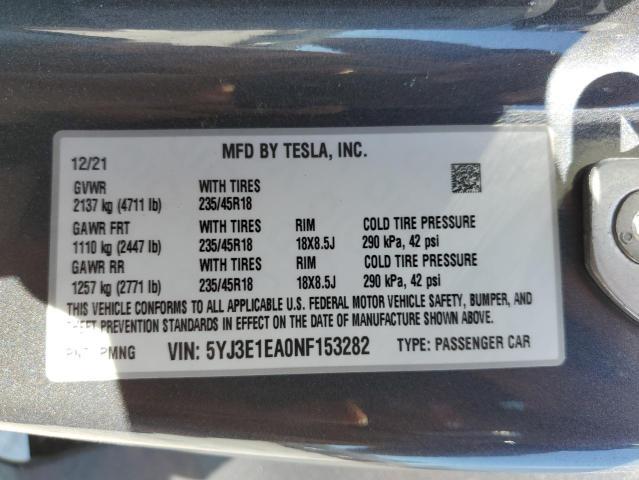 MFD BY TESLA, INC.
12/21
GVWR WITH TIRES
2137 kg (4711 lb) 235/45R18
GAWR FRT WITH TIRES RIM COLD TIRE PRESSURE
1110 kg (2447 lb) 235/45R18 18X8.5J 290 kPa, 42 psi
GAWR RR WITH TIRES RIM COLD TIRE PRESSURE
1257 kg (2771 lb) 235/45R18 18X8.5J 290 kPa, 42 psi
THIS VEHICLE CONFORMS TO ALL APPLICABLE U.S. FEDERAL MOTOR VEHICLE SAFETY, BUMPER, AND
THEFT PREVENTION STANDARDS IN EFFECT ON THE DATE OF MANUFACTURE SHOWN ABOVE.
PMNG VIN: 5YJ3E1EA0NF153282 TYPE: PASSENGER CAR